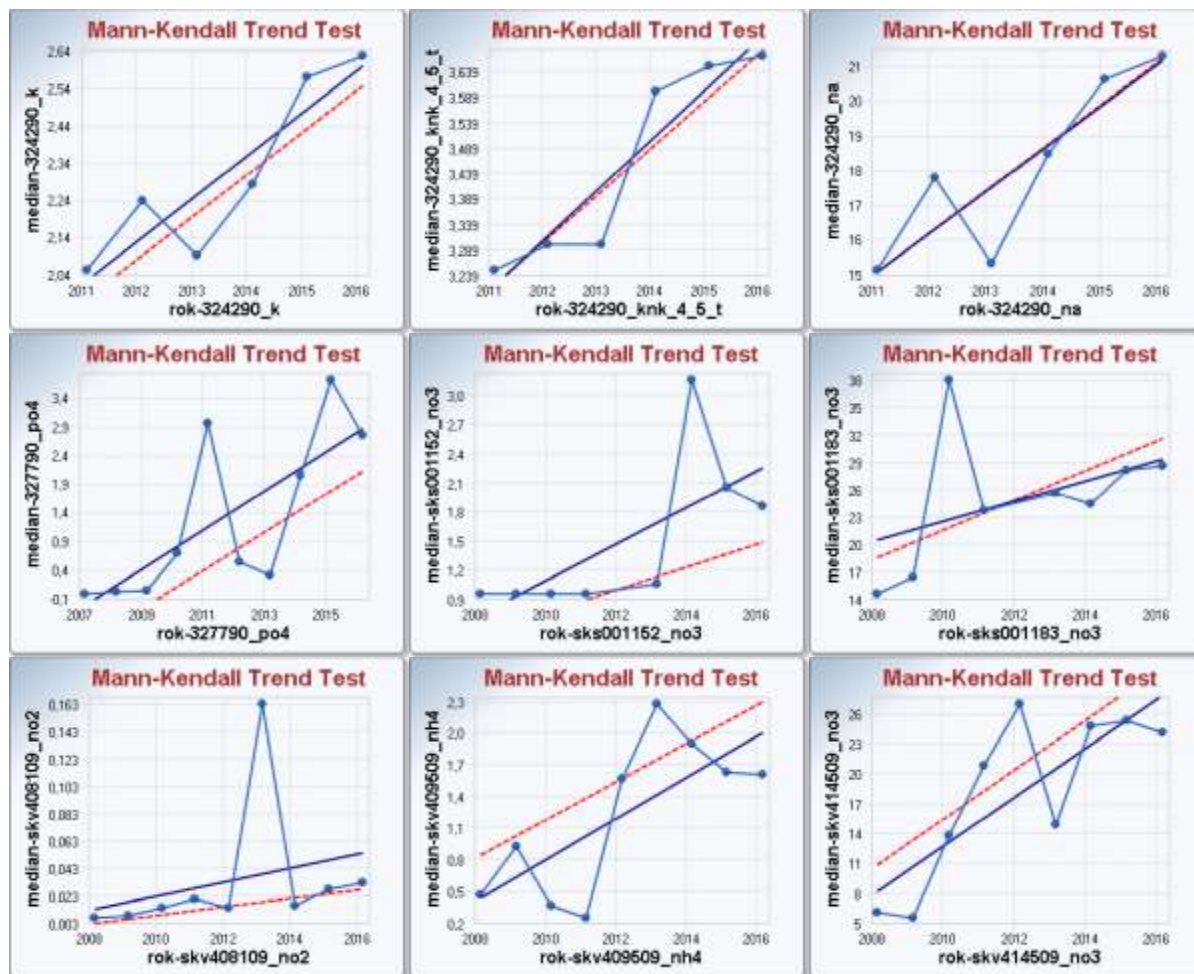 Mann-Kendall Trend Test
median-324290_k
2,64
2,54
2,44
2,34
2,24
2,14
2,04
2011 2012 2013 2014 2015 2016
rok-324290_k
Mann-Kendall Trend Test
median-324290_knk_4_5_t
3,639
3,589
3,539
3,489
3,439
3,389
3,339
3,289
3,239
2011 2012 2013 2014 2015 2016
rok-324290_knk_4_5_t
Mann-Kendall Trend Test
median-324290_na
21
20
19
18
17
16
15
2011 2012 2013 2014 2015 2016
rok-324290_na
Mann-Kendall Trend Test
median-327790_po4
3,4
2,9
2,4
1,9
1,4
0,9
0,4
-0,1
2007 2009 2011 2013 2015
rok-327790_po4
Mann-Kendall Trend Test
median-sks001152_no3
3,0
2,7
2,4
2,1
1,8
1,5
1,2
0,9
2008 2010 2012 2014 2016
rok-sks001152_no3
Mann-Kendall Trend Test
median-sks001183_no3
38
35
32
29
26
23
20
17
14
2008 2010 2012 2014 2016
rok-sks001183_no3
Mann-Kendall Trend Test
median-skv408109_no2
0,163
0,143
0,123
0,103
0,083
0,063
0,043
0,023
0,003
2008 2010 2012 2014 2016
rok-skv408109_no2
Mann-Kendall Trend Test
median-skv409509_nh4
2,3
2,0
1,7
1,4
1,1
0,8
0,5
0,2
2008 2010 2012 2014 2016
rok-skv409509_nh4
Mann-Kendall Trend Test
median-skv414509_no3
26
23
20
17
14
11
8
5
2008 2010 2012 2014 2016
rok-skv414509_no3